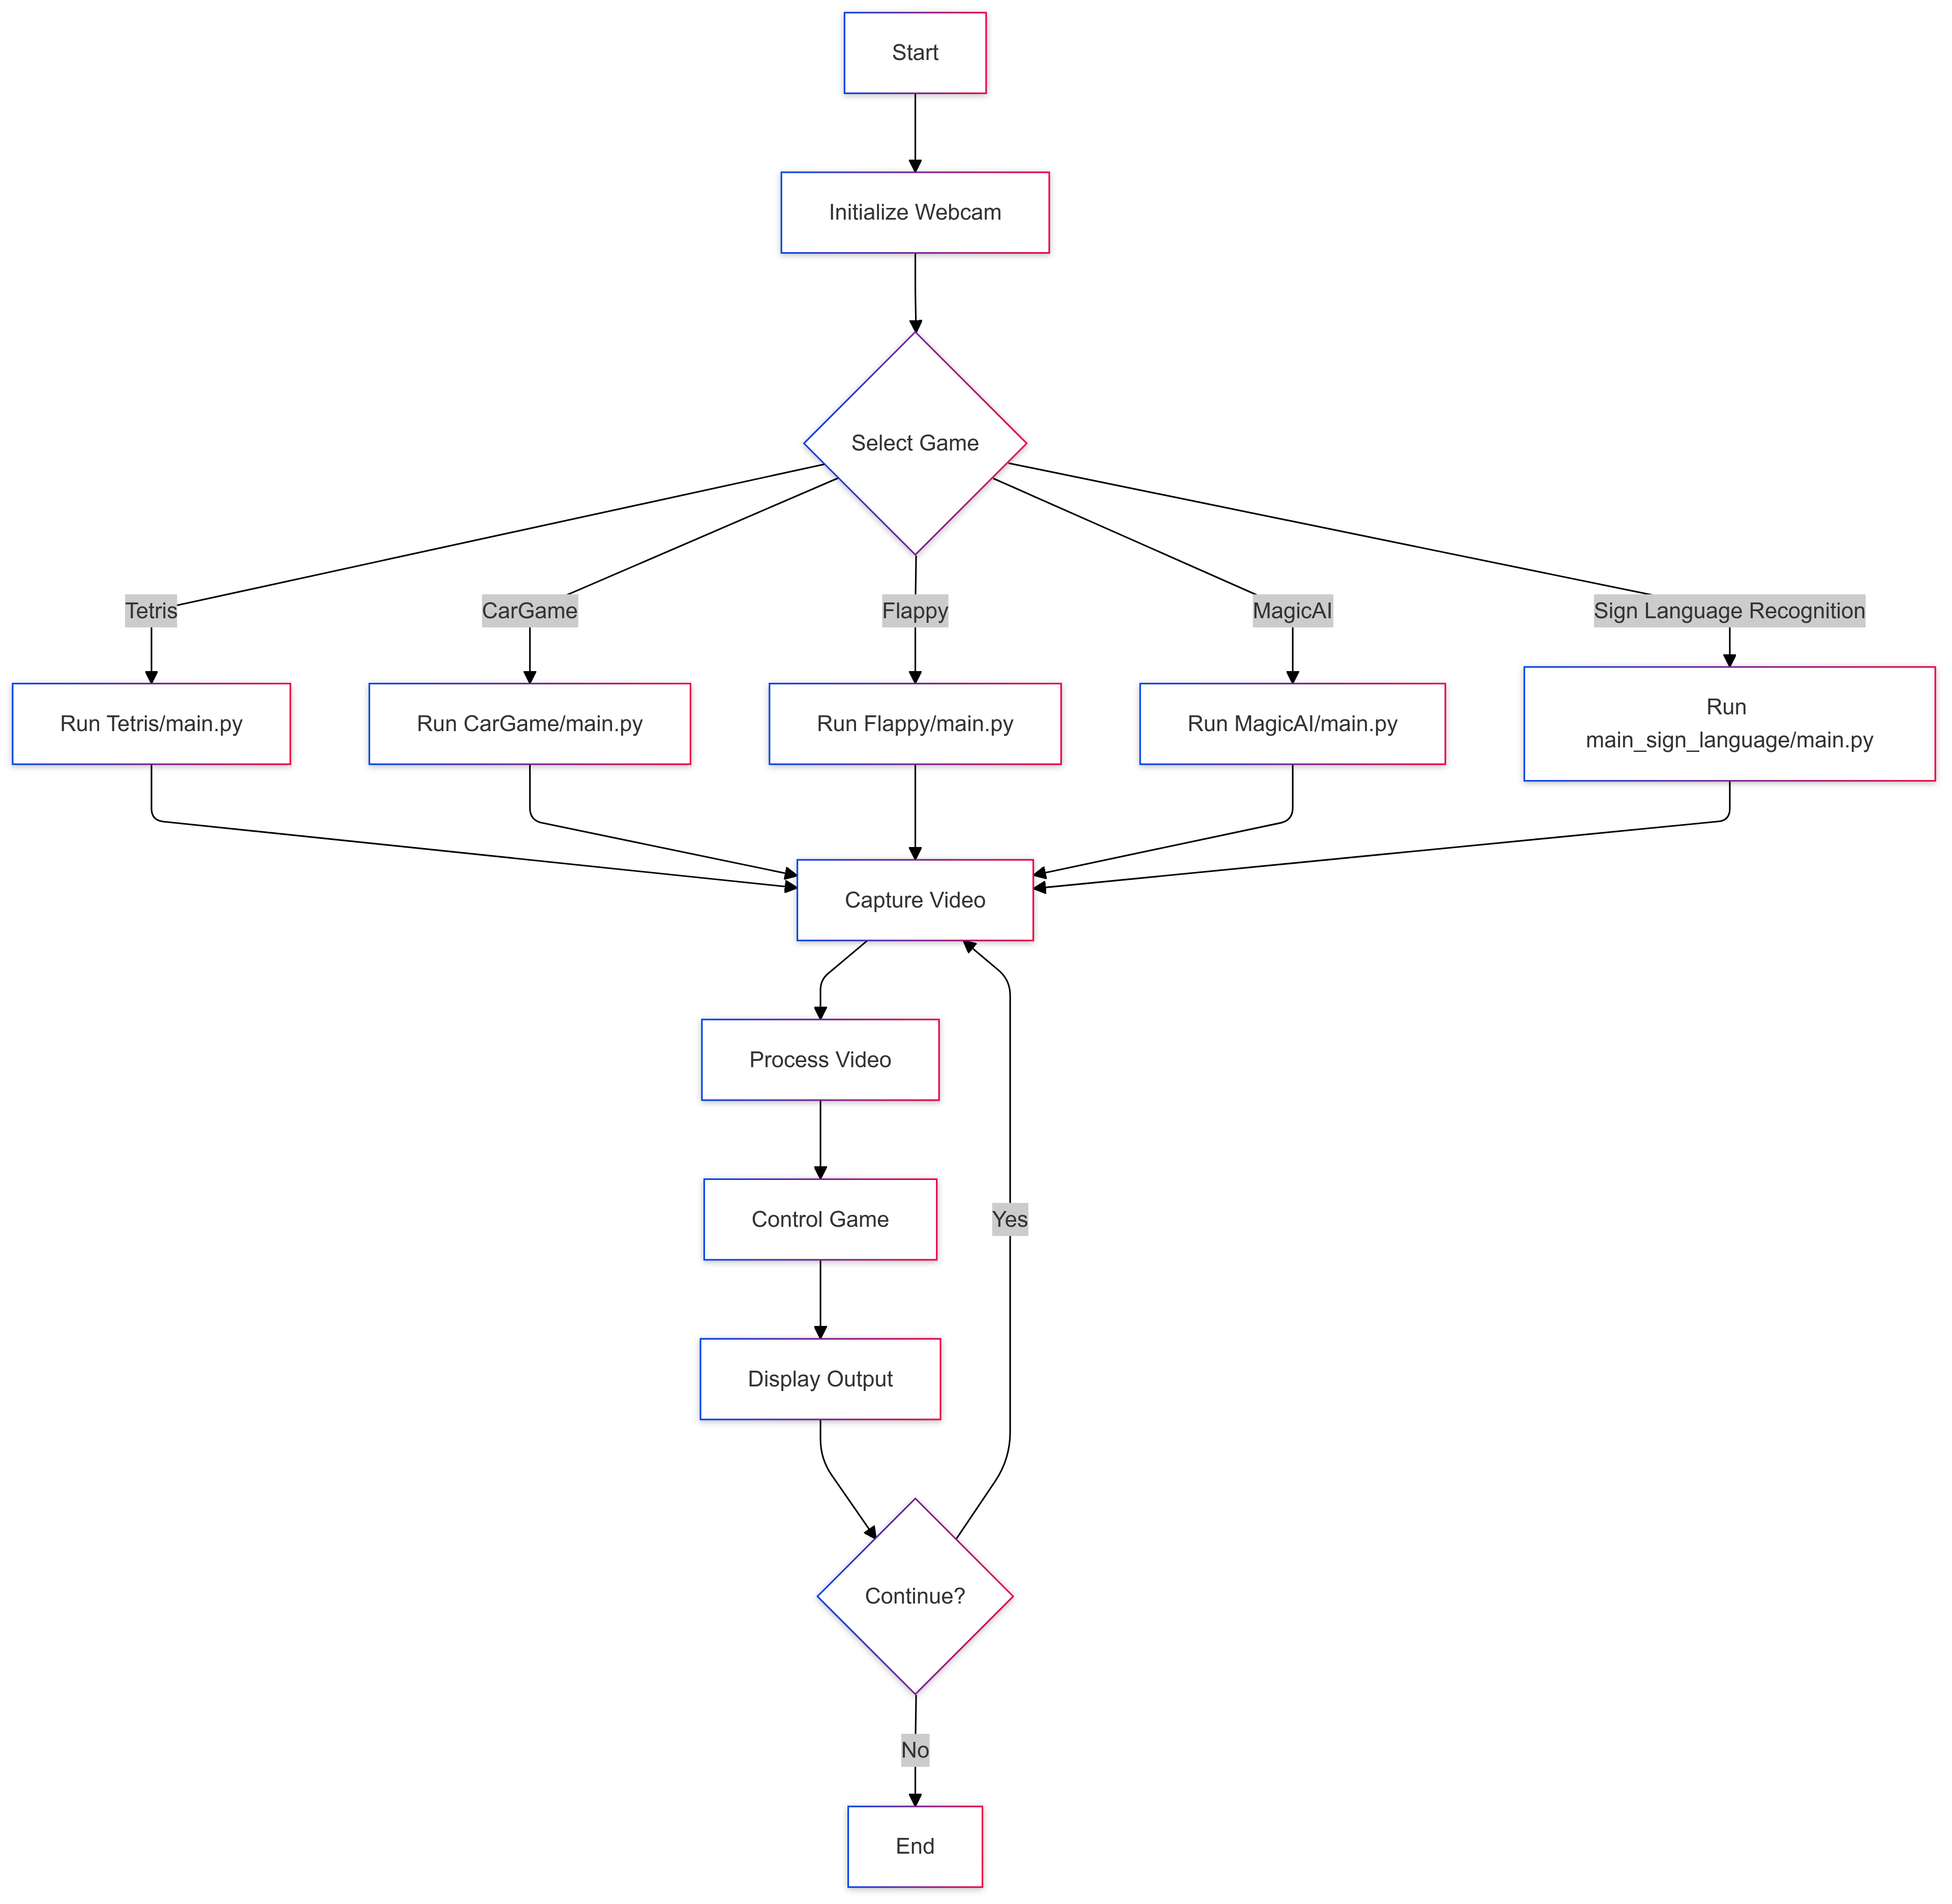 Start
Initialize Webcam
Select Game
Tetris
CarGame
Flappy
MagicAI
Sign Language Recognition
Run Tetris/main.py
Run CarGame/main.py
Run Flappy/main.py
Run MagicAI/main.py
Run
main_sign_language/main.py
Capture Video
Process Video
Control Game
Yes
Display Output
Continue?
No
End